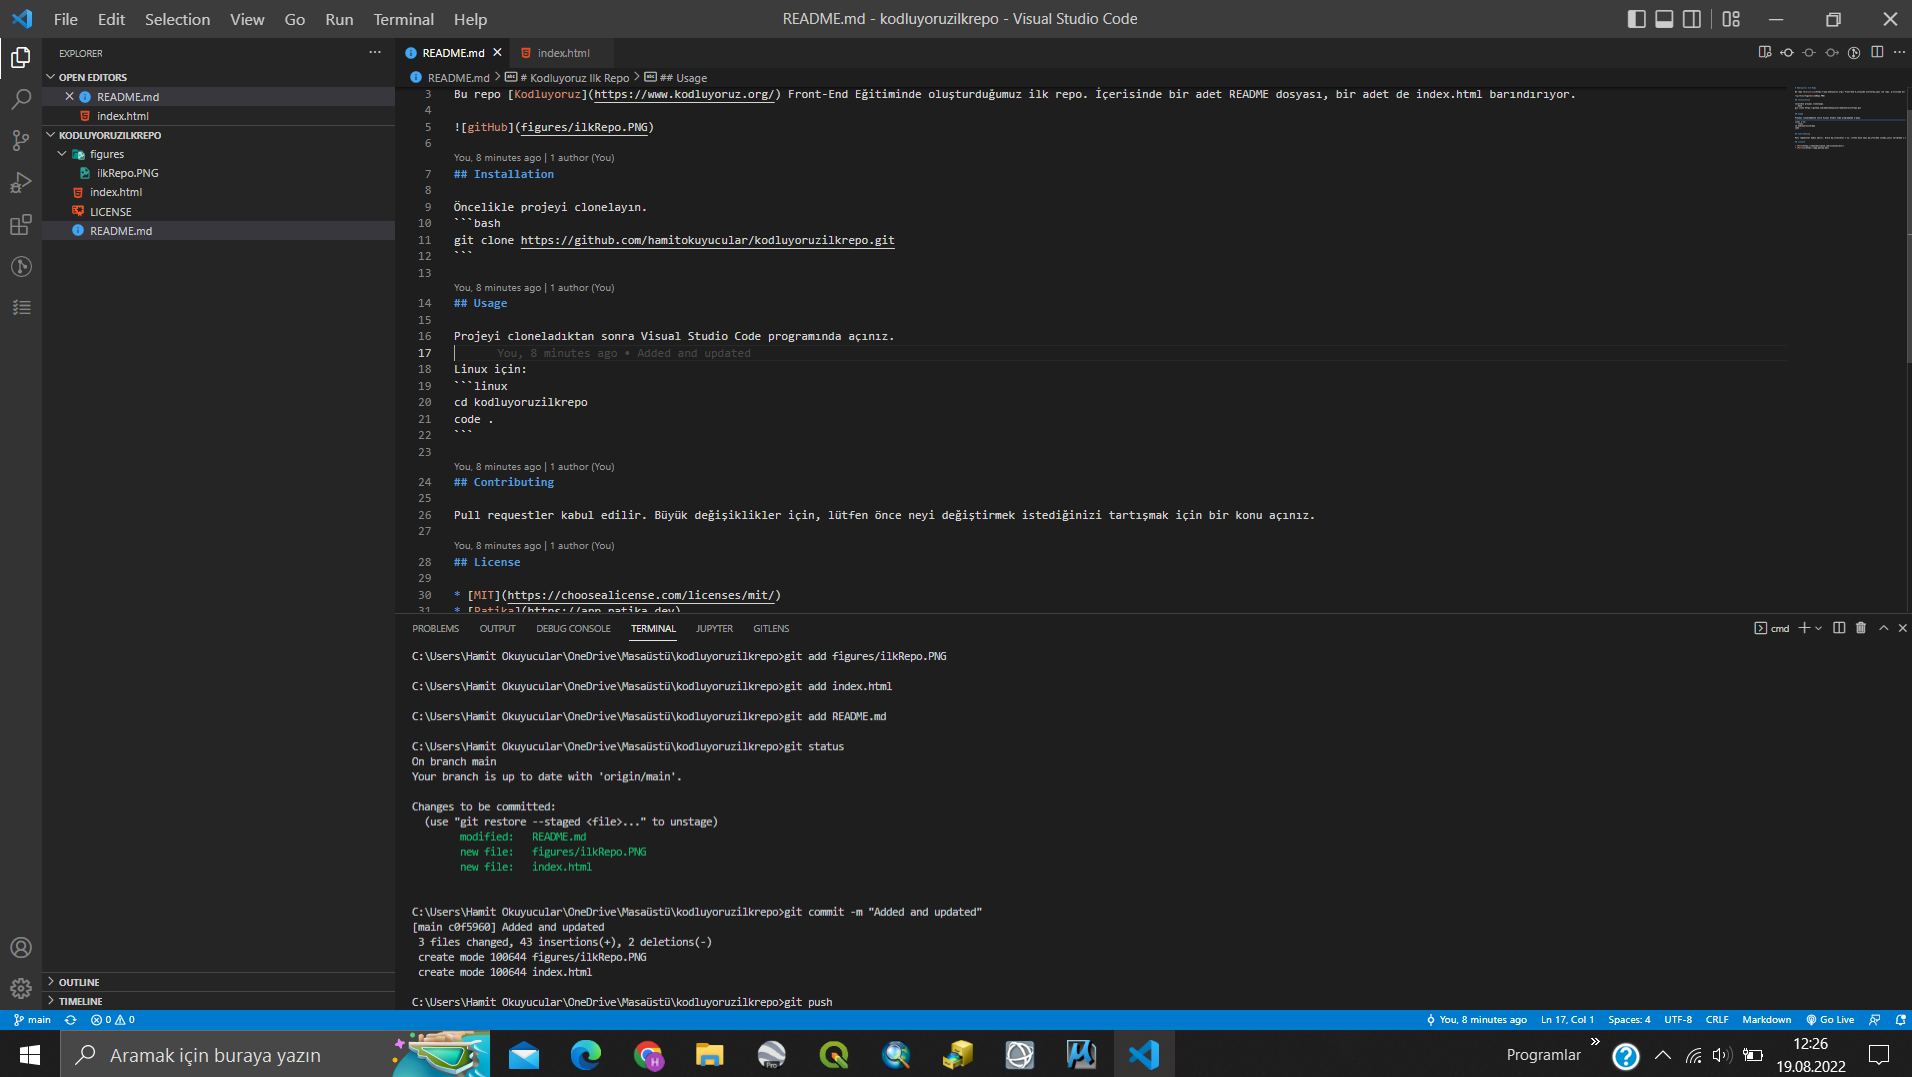 File Edit Selection View Go Run Terminal Help
README.md - kodluyoruzilkrepo - Visual Studio Code
EXPLORER
OPEN EDITORS
README.md
index.html
KODLUYORUZILKREPO
figures
ilkRepo.PNG
index.html
LICENSE
README.md
OUTLINE
TIMELINE
README.md index.html
README.md > # Kodluyoruz Ilk Repo > ## Usage
3 Bu repo [Kodluyoruz](https://www.kodluyoruz.org/) Front-End Eğitiminde oluşturduğumuz ilk repo. İçerisinde bir adet README dosyası, bir adet de index.html barındırıyor.
4
5 ![gitHub](figures/ilkRepo.PNG)
6
You, 8 minutes ago | 1 author (You)
7 ## Installation
8
9 Öncelikle projeyi clonelayın.
10 ```bash
11 git clone https://github.com/hamitokuyucular/kodluyoruzilkrepo.git
12 ```
13
You, 8 minutes ago | 1 author (You)
14 ## Usage
15
16 Projeyi cloneladıktan sonra Visual Studio Code programında açınız.
17 You, 8 minutes ago • Added and updated
18 Linux için:
19 ```linux
20 cd kodluyoruzilkrepo
21 code .
22 ```
23
You, 8 minutes ago | 1 author (You)
24 ## Contributing
25
26 Pull requestler kabul edilir. Büyük değişiklikler için, lütfen önce neyi değiştirmek istediğinizi tartışmak için bir konu açınız.
27
You, 8 minutes ago | 1 author (You)
28 ## License
29
30 * [MIT](https://choosealicense.com/licenses/mit/)
31 * [Patika](https://app.patika.dev)
PROBLEMS OUTPUT DEBUG CONSOLE TERMINAL JUPYTER GITLENS
cmd
C:\Users\Hamit Okuyucular\OneDrive\Masaüstü\kodluyoruzilkrepo>git add figures/ilkRepo.PNG
C:\Users\Hamit Okuyucular\OneDrive\Masaüstü\kodluyoruzilkrepo>git add index.html
C:\Users\Hamit Okuyucular\OneDrive\Masaüstü\kodluyoruzilkrepo>git add README.md
C:\Users\Hamit Okuyucular\OneDrive\Masaüstü\kodluyoruzilkrepo>git status
On branch main
Your branch is up to date with 'origin/main'.
Changes to be committed:
(use "git restore --staged <file>..." to unstage)
modified: README.md
new file: figures/ilkRepo.PNG
new file: index.html
C:\Users\Hamit Okuyucular\OneDrive\Masaüstü\kodluyoruzilkrepo>git commit -m "Added and updated"
[main c0f5960] Added and updated
3 files changed, 43 insertions(+), 2 deletions(-)
create mode 100644 figures/ilkRepo.PNG
create mode 100644 index.html
C:\Users\Hamit Okuyucular\OneDrive\Masaüstü\kodluyoruzilkrepo>git push
main 0 0
You, 8 minutes ago Ln 17, Col 1 Spaces: 4 UTF-8 CRLF Markdown Go Live
Aramak için buraya yazın
H
Pro
Programlar
12:26
19.08.2022